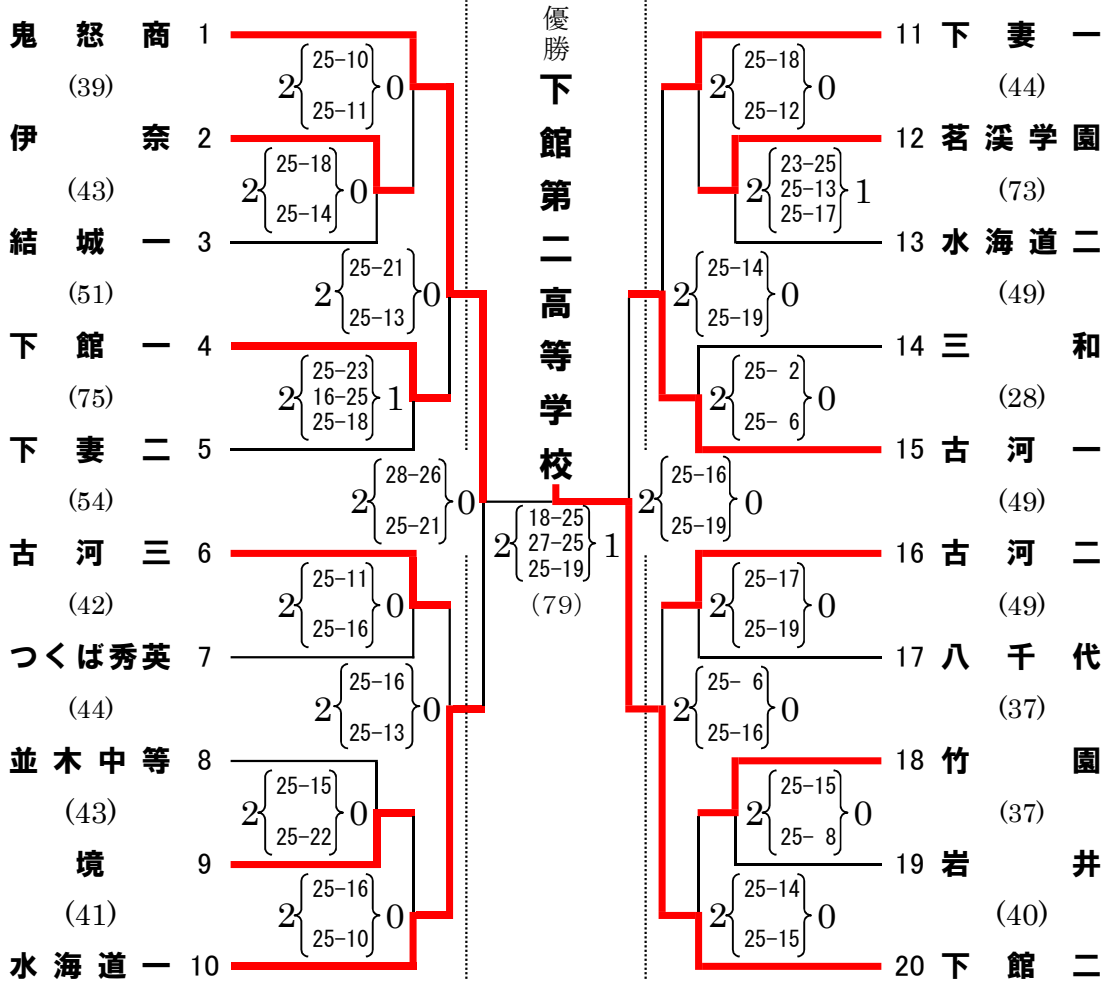 優勝
下館第二高等学校
鬼怒商 1
(39)
伊奈 2
(43)
結城一 3
(51)
下館一 4
(75)
下妻二 5
(54)
古河三 6
(42)
つくば秀英 7
(44)
並木中等 8
(43)
境 9
(41)
水海道一 10
2 25-10 0
25-11
2 25-18 0
25-14
2 25-21 0
25-13
25-23
2 16-25 1
25-18
2 28-26 0
25-21
2 25-11 0
25-16
2 25-16 0
25-13
2 25-15 0
25-22
2 25-16 0
25-10
18-25
2 27-25 1
25-19
(79)
11 下妻一
(44)
12 茗渓学園
(73)
13 水海道二
(49)
14 三和
(28)
15 古河一
(49)
16 古河二
(49)
17 八千代
(37)
18 竹園
(37)
19 岩井
(40)
20 下館二
2 25-18 0
25-12
23-25
2 25-13 1
25-17
2 25-14 0
25-19
2 25- 2 0
25- 6
2 25-16 0
25-19
2 25-17 0
25-19
2 25- 6 0
25-16
2 25-15 0
25- 8
2 25-14 0
25-15